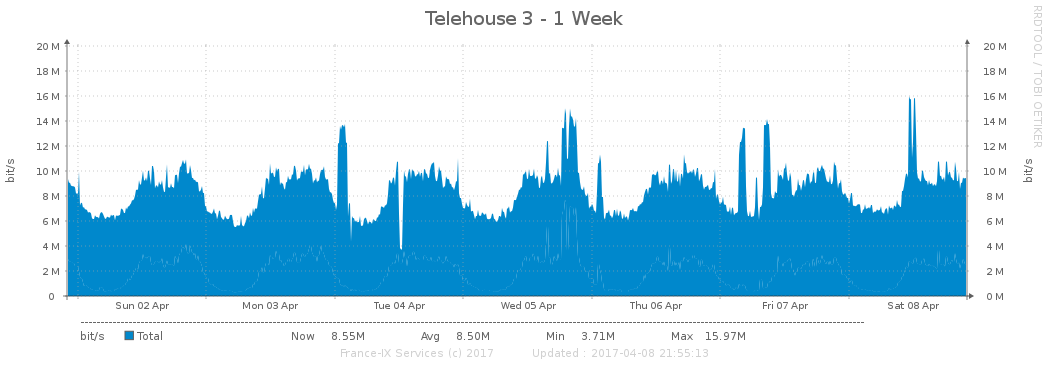 Telehouse 3 - 1 Week
RRDTOOL / TOBI OETIKER
20 M 20 M
18 M 18 M
16 M 16 M
14 M 14 M
12 M 12 M
10 M 10 M
8 M 8 M
6 M 6 M
4 M 4 M
2 M 2 M
0 0 M
bit/s
bit/s
Sun 02 Apr Mon 03 Apr Tue 04 Apr Wed 05 Apr Thu 06 Apr Fri 07 Apr Sat 08 Apr
bit/s Total Now 8.55M Avg 8.50M Min 3.71M Max 15.97M
France-IX Services (c) 2017 Updated : 2017-04-08 21:55:13